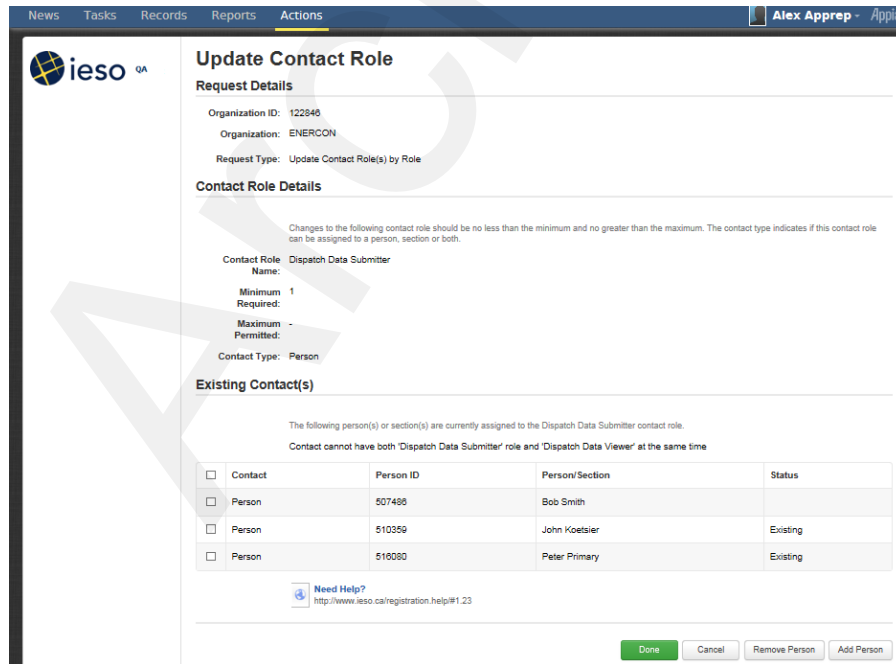 News Tasks Records Reports Actions Alex Apprep Appi
ieso QA
Update Contact Role
Request Details
Organization ID: 122846
Organization: ENERCON
Request Type: Update Contact Role(s) by Role
Contact Role Details
Changes to the following contact role should be no less than the minimum and no greater than the maximum. The contact type indicates if this contact role
can be assigned to a person, section or both.
Contact Role Dispatch Data Submitter
Name:
Minimum 1
Required:
Maximum -
Permitted:
Contact Type: Person
Existing Contact(s)
The following person(s) or section(s) are currently assigned to the Dispatch Data Submitter contact role.
Contact cannot have both 'Dispatch Data Submitter' role and 'Dispatch Data Viewer' at the same time
Contact Person ID Person/Section Status
Person 507486 Bob Smith
Person 510359 John Koetsier Existing
Person 516080 Peter Primary Existing
Need Help?
http://www.ieso.ca/registration.help/#1.23
Done Cancel Remove Person Add Person